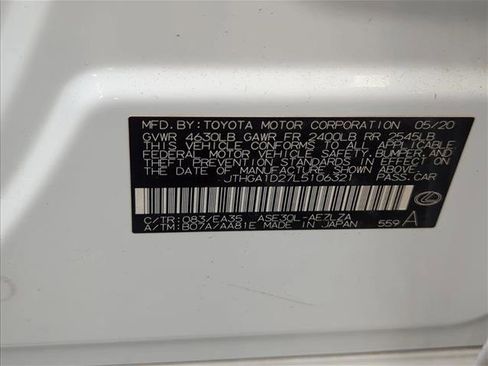 MFD. BY: TOYOTA MOTOR CORPORATION 05/20
GVWR 4630LB GAWR FR 2400LB RR 2545LB
THIS VEHICLE CONFORMS TO ALL APPLICABLE
FEDERAL MOTOR VEHICLE SAFETY, BUMPER, AND
THEFT PREVENTION STANDARDS IN EFFECT ON
THE DATE OF MANUFACTURE SHOWN ABOVE.
JTHGA1D27L5106321 PASS.CAR
C/TR: 083/EA35 ASE30L-AEZLZA
A/TM: B07A/AA81E MADE IN JAPAN 559 A